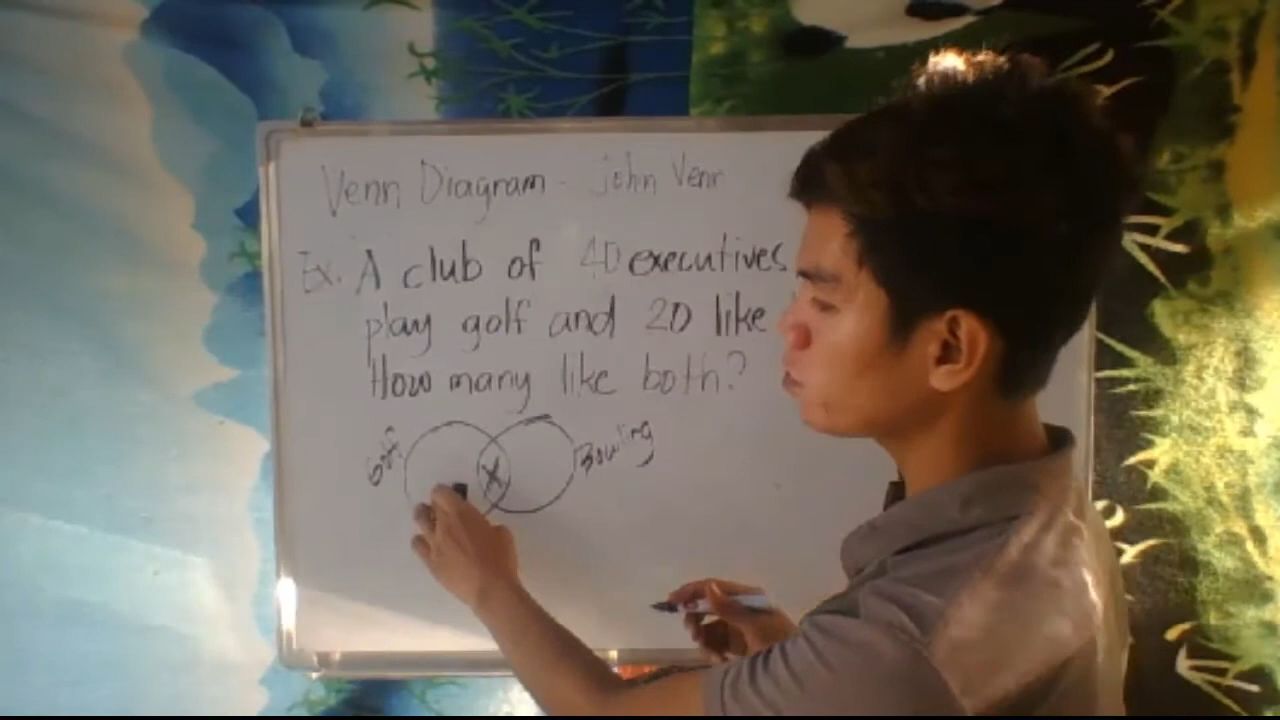 Venn Diagram - john Venn
Ex. A club of 40 executives
play golf and 20 like
How many like both?
Golf
X
Bowling